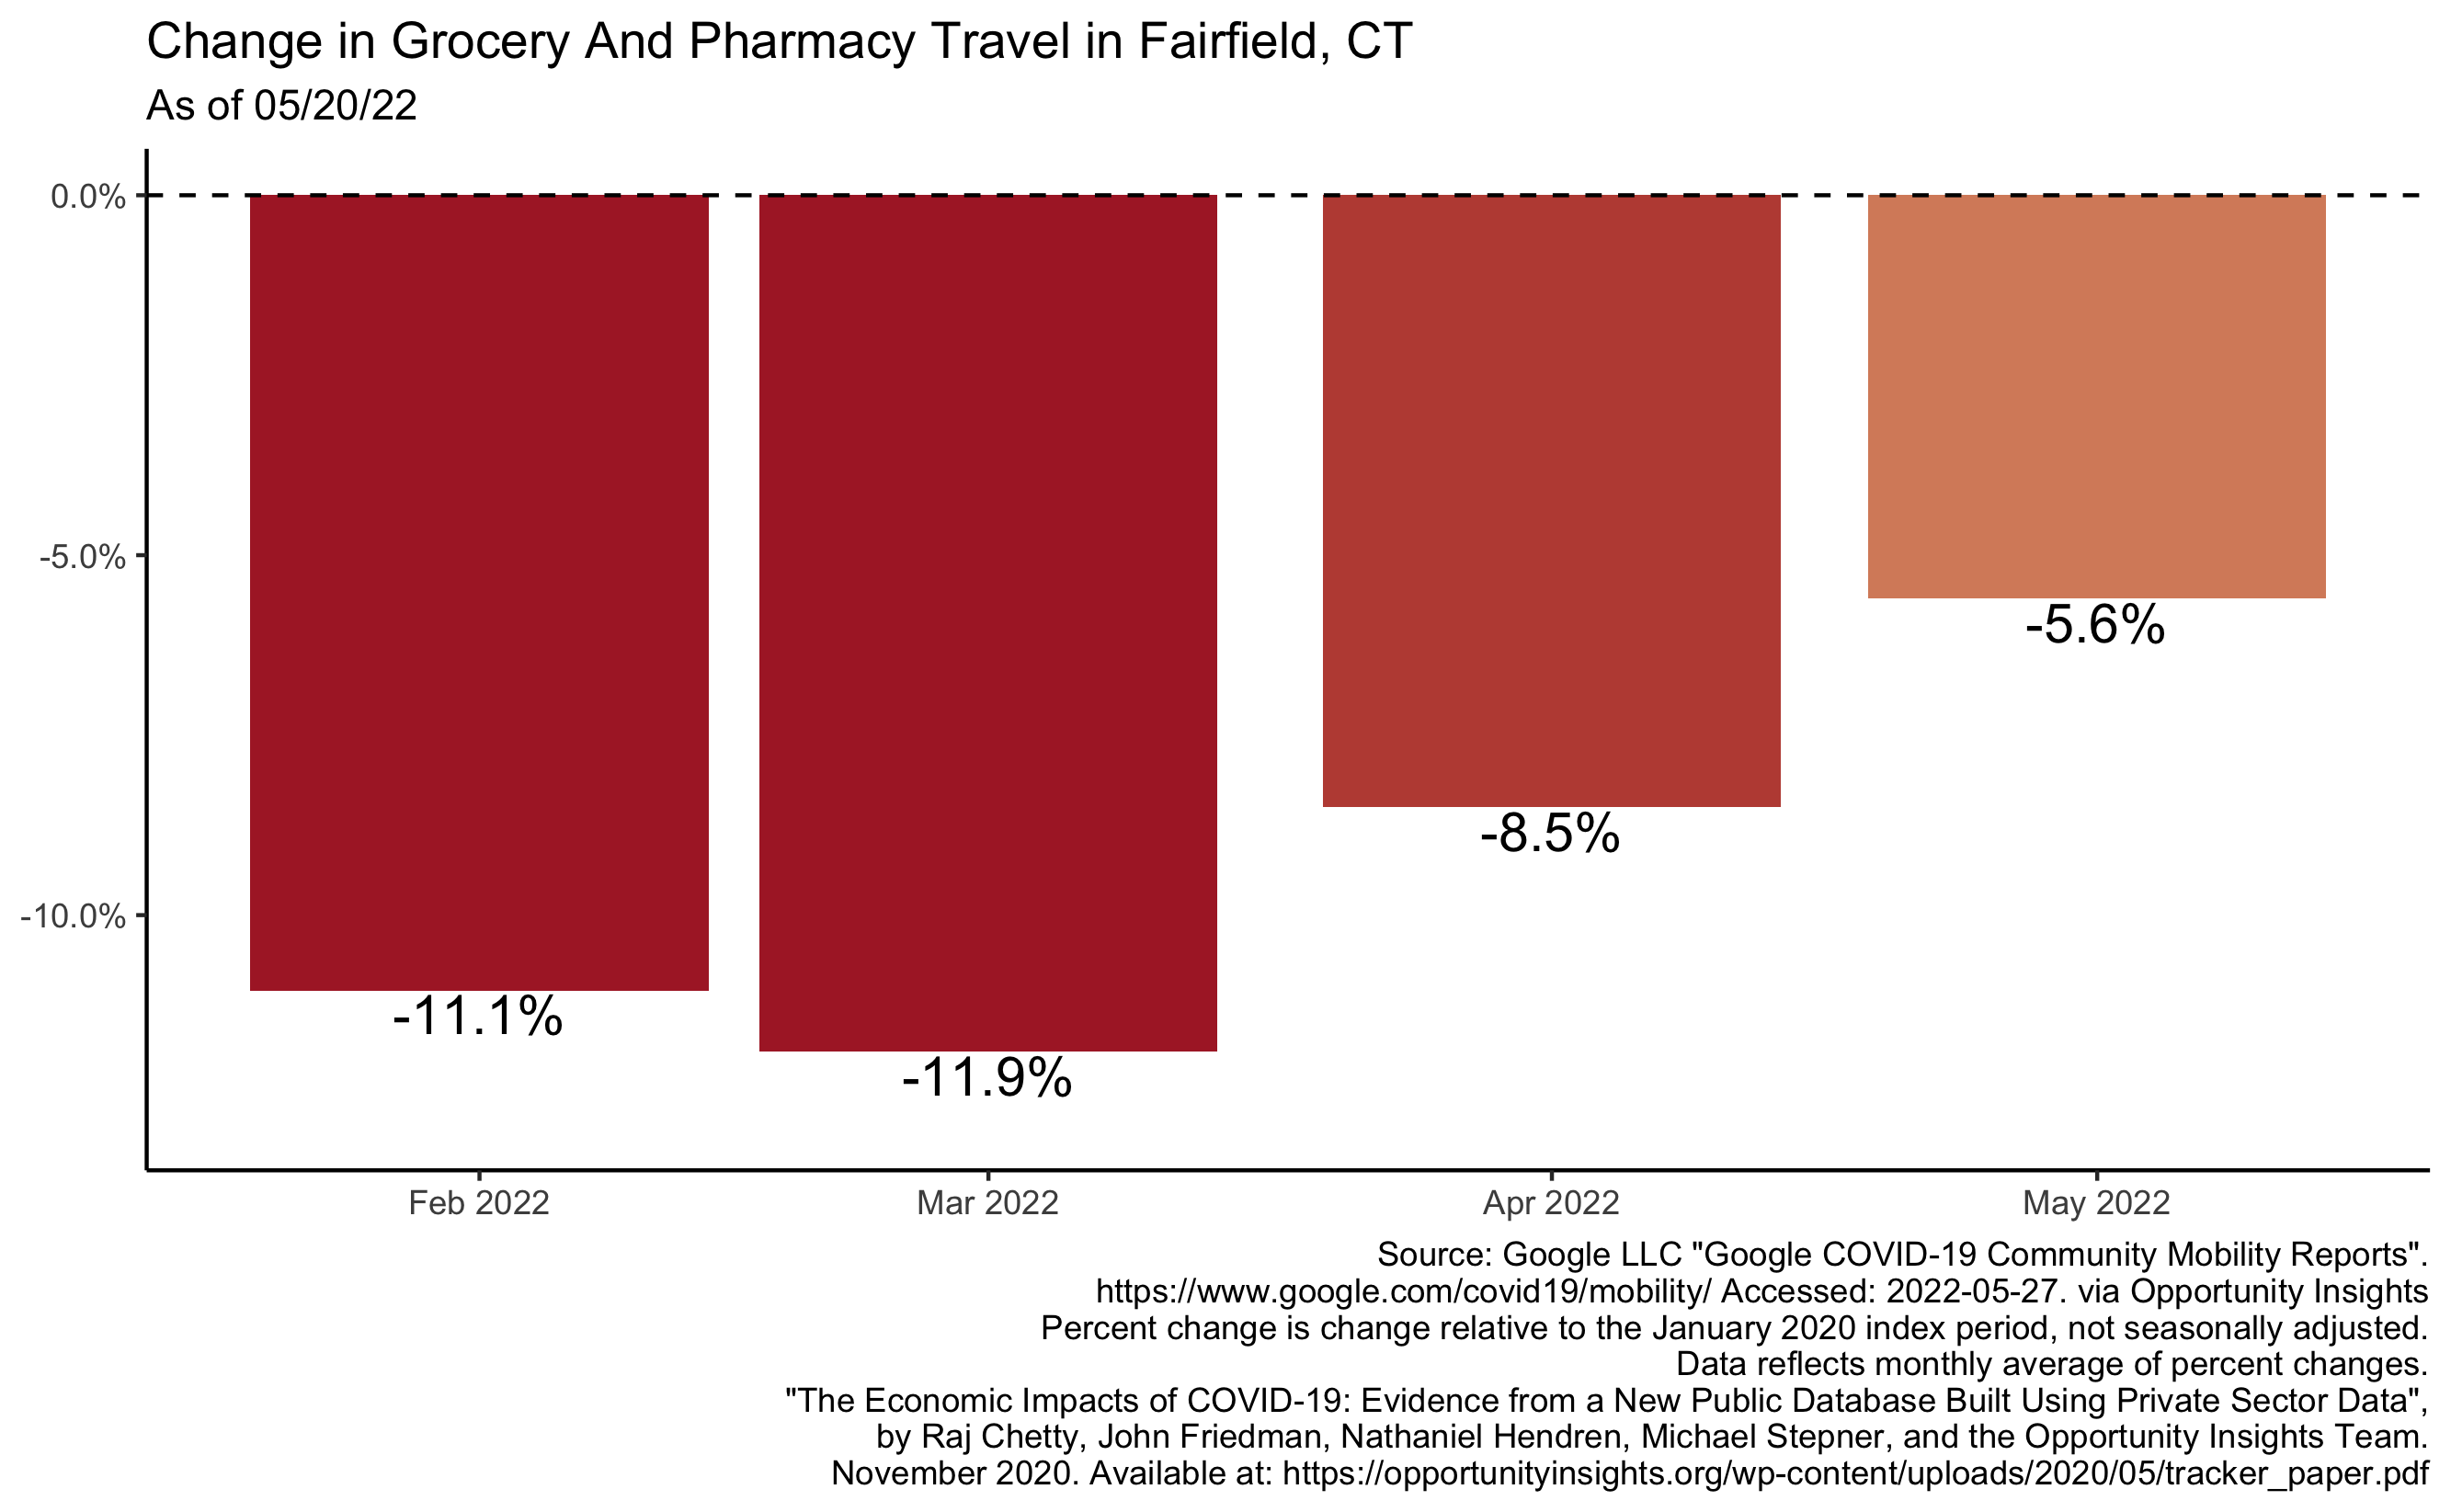 Change in Grocery And Pharmacy Travel in Fairfield, CT
As of 05/20/22
0.0%
-5.0%
-10.0%
-11.1%
-11.9%
-8.5%
-5.6%
Feb 2022
Mar 2022
Apr 2022
May 2022
Source: Google LLC "Google COVID-19 Community Mobility Reports".
https://www.google.com/covid19/mobility/ Accessed: 2022-05-27. via Opportunity Insights
Percent change is change relative to the January 2020 index period, not seasonally adjusted.
Data reflects monthly average of percent changes.
"The Economic Impacts of COVID-19: Evidence from a New Public Database Built Using Private Sector Data",
by Raj Chetty, John Friedman, Nathaniel Hendren, Michael Stepner, and the Opportunity Insights Team.
November 2020. Available at: https://opportunityinsights.org/wp-content/uploads/2020/05/tracker_paper.pdf